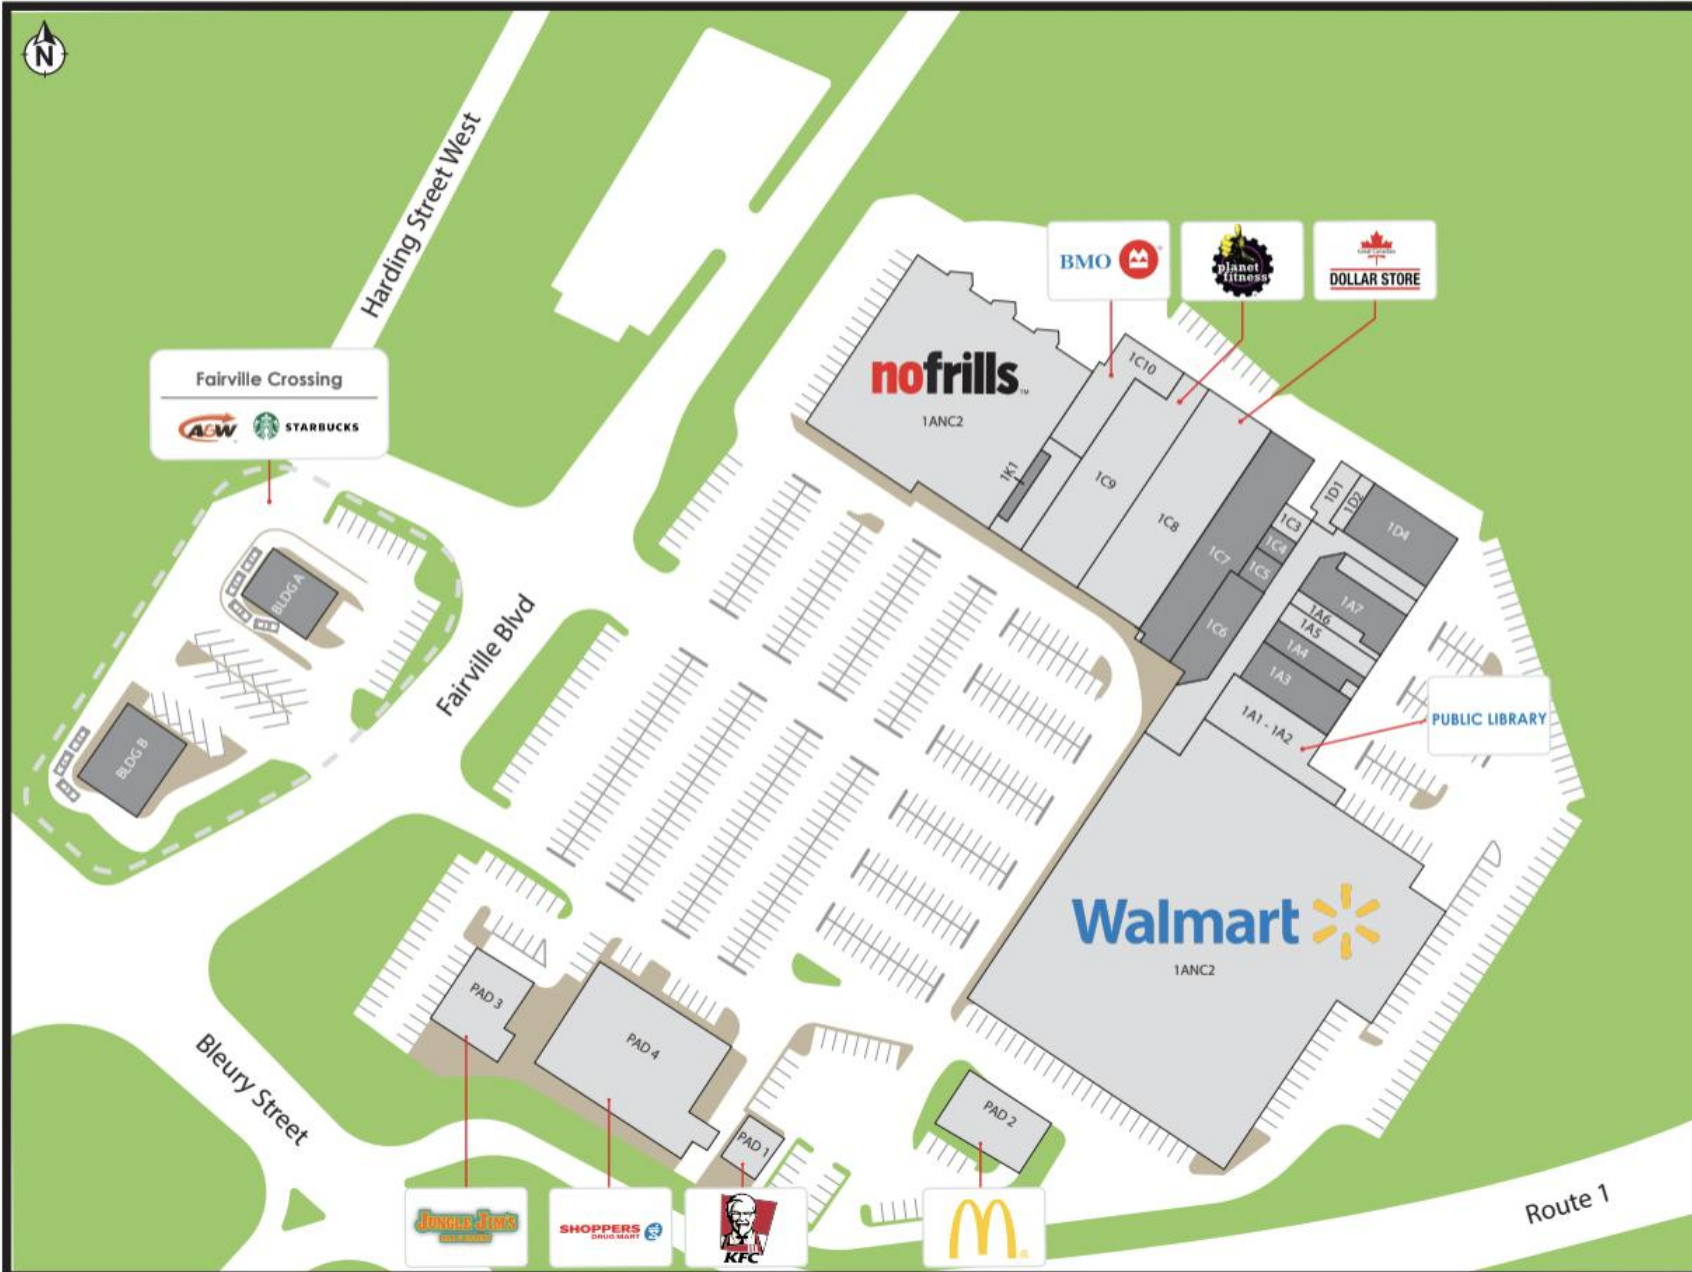 N
Harding Street West
Fairville Crossing
A&W
STARBUCKS
BMO
planet
fitness
Great Canadian
DOLLAR STORE
nofrills
1ANC2
1K1
1C10
1C9
1C8
1C7
1C6
1C3
1C4
1C5
1D1
1D2
1D4
1A7
1A6
1A5
1A4
1A3
1A1 - 1A2
PUBLIC LIBRARY
BLDG A
BLDG B
Fairville Blvd
Walmart
1ANC2
PAD 3
PAD 4
PAD 1
PAD 2
Bleury Street
Route 1
JUNGLE JIM'S
SHOPPERS
DRUG MART
KFC